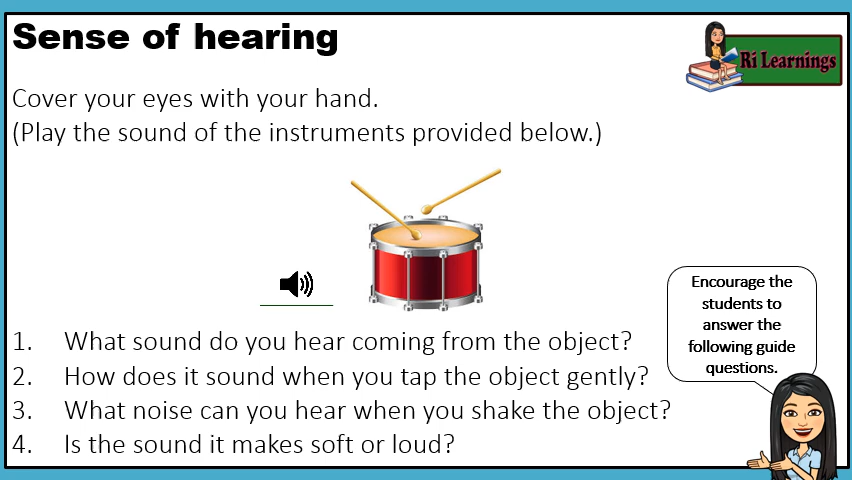 Sense of hearing
Ri Learnings
Cover your eyes with your hand.
(Play the sound of the instruments provided below.)
Encourage the
students to
answer the
following guide
questions.
1. What sound do you hear coming from the object?
2. How does it sound when you tap the object gently?
3. What noise can you hear when you shake the object?
4. Is the sound it makes soft or loud?